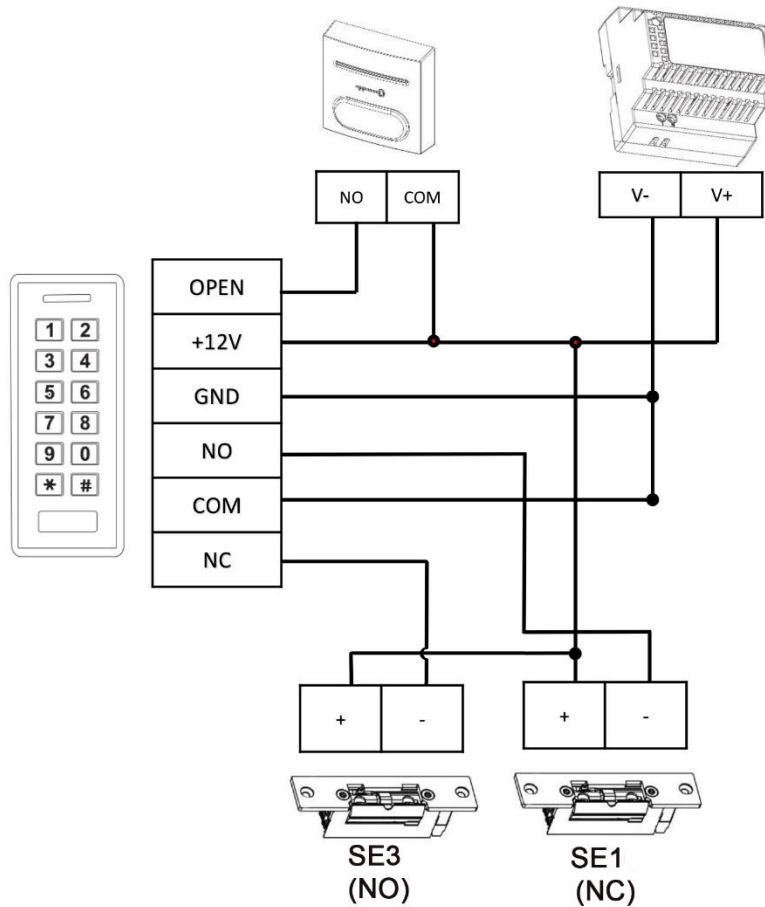 NO COM
V- V+
OPEN
+12V
GND
NO
COM
NC
1 2
3 4
5 6
7 8
9 0
* #
+ -
+ -
SE3
(NO)
SE1
(NC)